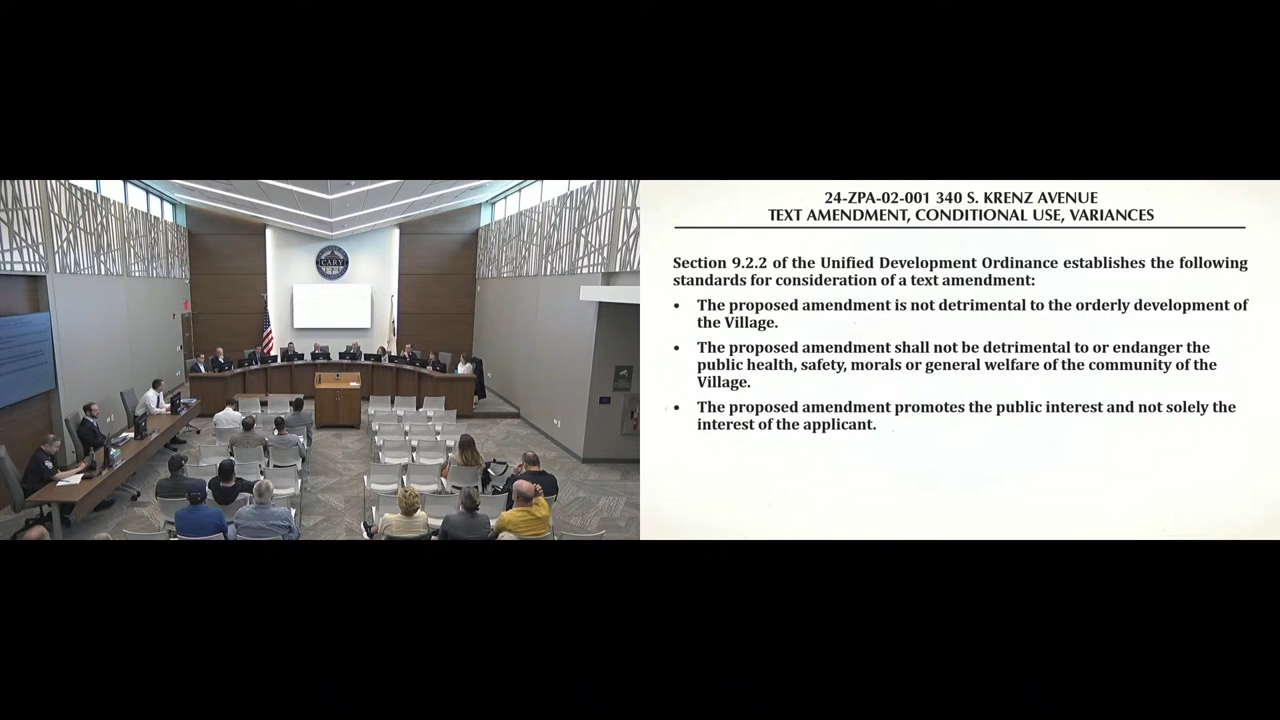 CARY
24-ZPA-02-001 340 S. KRENZ AVENUE
TEXT AMENDMENT, CONDITIONAL USE, VARIANCES
Section 9.2.2 of the Unified Development Ordinance establishes the following
standards for consideration of a text amendment:
• The proposed amendment is not detrimental to the orderly development of
the Village.
• The proposed amendment shall not be detrimental to or endanger the
public health, safety, morals or general welfare of the community of the
Village.
• The proposed amendment promotes the public interest and not solely the
interest of the applicant.